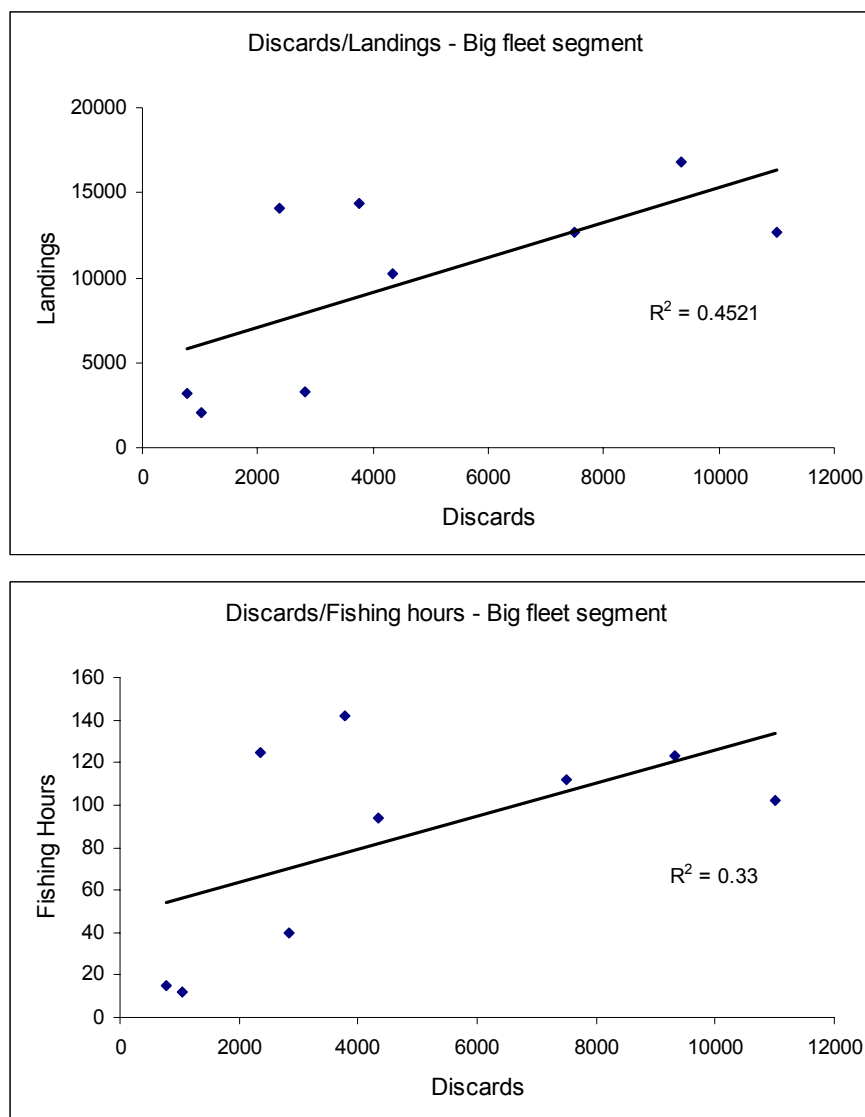 Discards/Landings - Big fleet segment
20000
15000
10000
5000
0
Landings
R² = 0.4521
0 2000 4000 6000 8000 10000 12000
Discards
Discards/Fishing hours - Big fleet segment
160
140
120
100
80
60
40
20
0
Fishing Hours
R² = 0.33
0 2000 4000 6000 8000 10000 12000
Discards